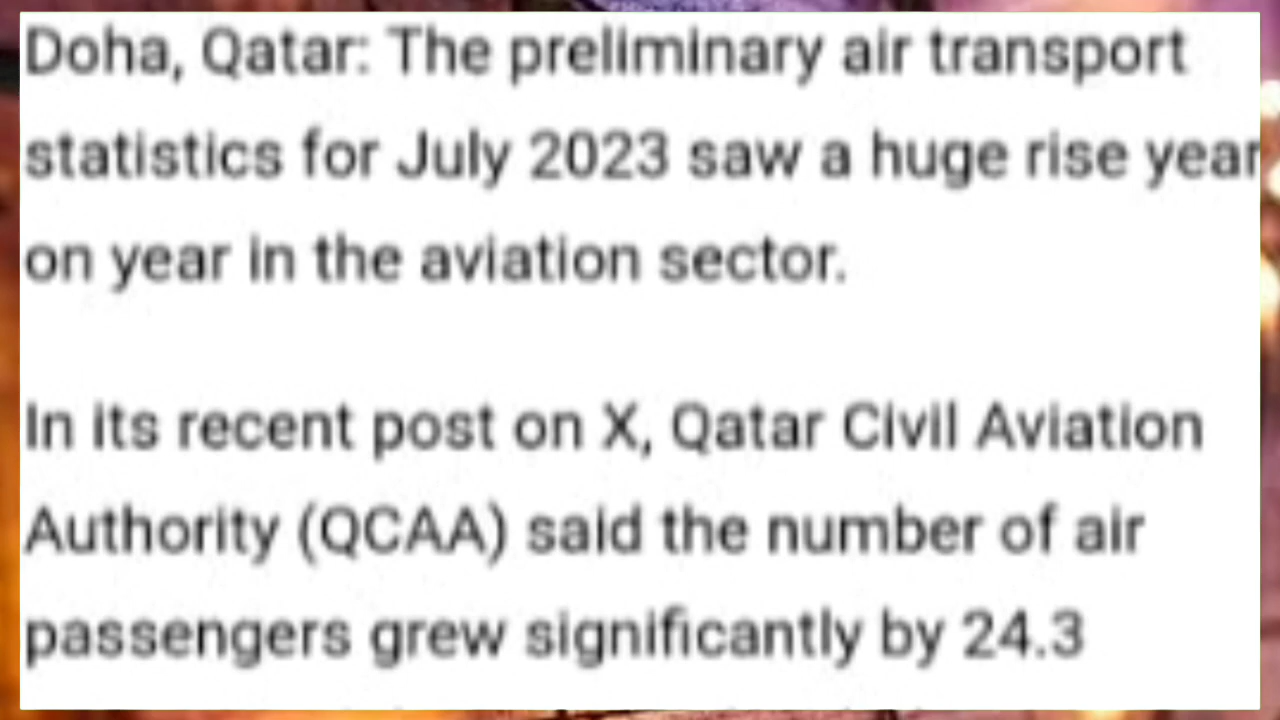 Doha, Qatar: The preliminary air transport
statistics for July 2023 saw a huge rise year
on year in the aviation sector.
In its recent post on X, Qatar Civil Aviation
Authority (QCAA) said the number of air
passengers grew significantly by 24.3